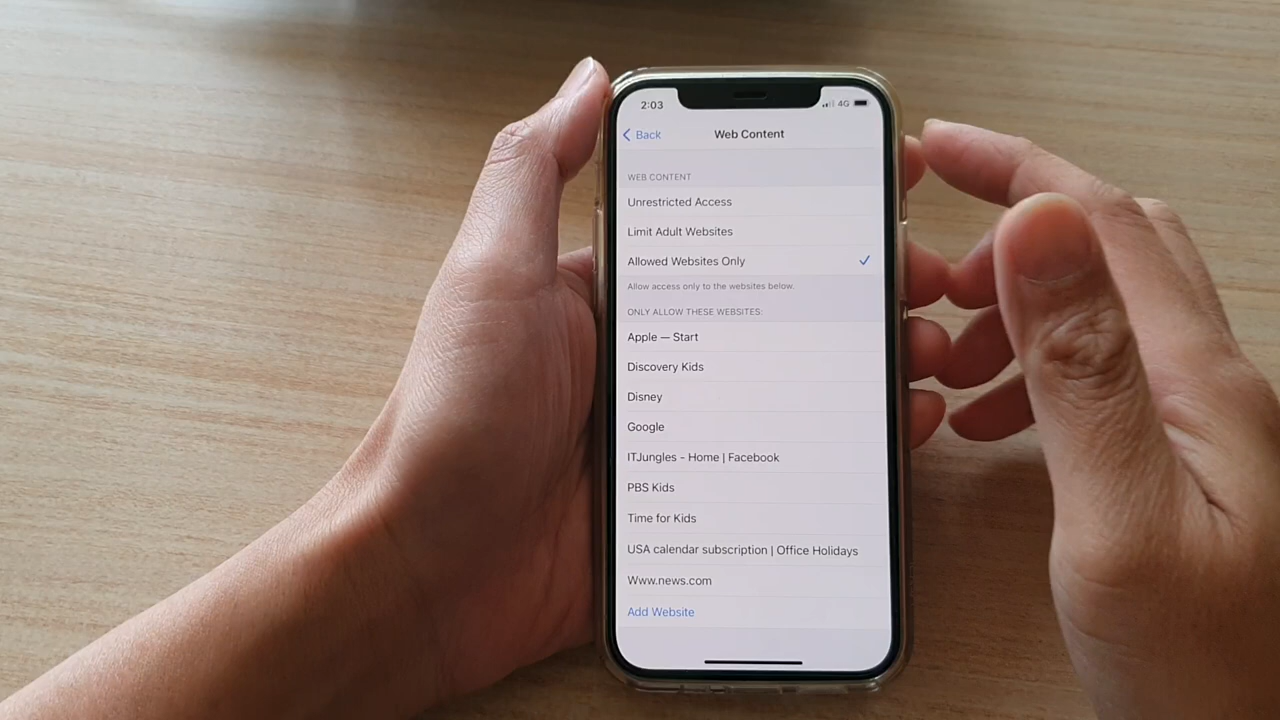 2:03
4G
Back
Web Content
WEB CONTENT
Unrestricted Access
Limit Adult Websites
Allowed Websites Only
Allow access only to the websites below.
ONLY ALLOW THESE WEBSITES:
Apple — Start
Discovery Kids
Disney
Google
ITJungles - Home | Facebook
PBS Kids
Time for Kids
USA calendar subscription | Office Holidays
Www.news.com
Add Website